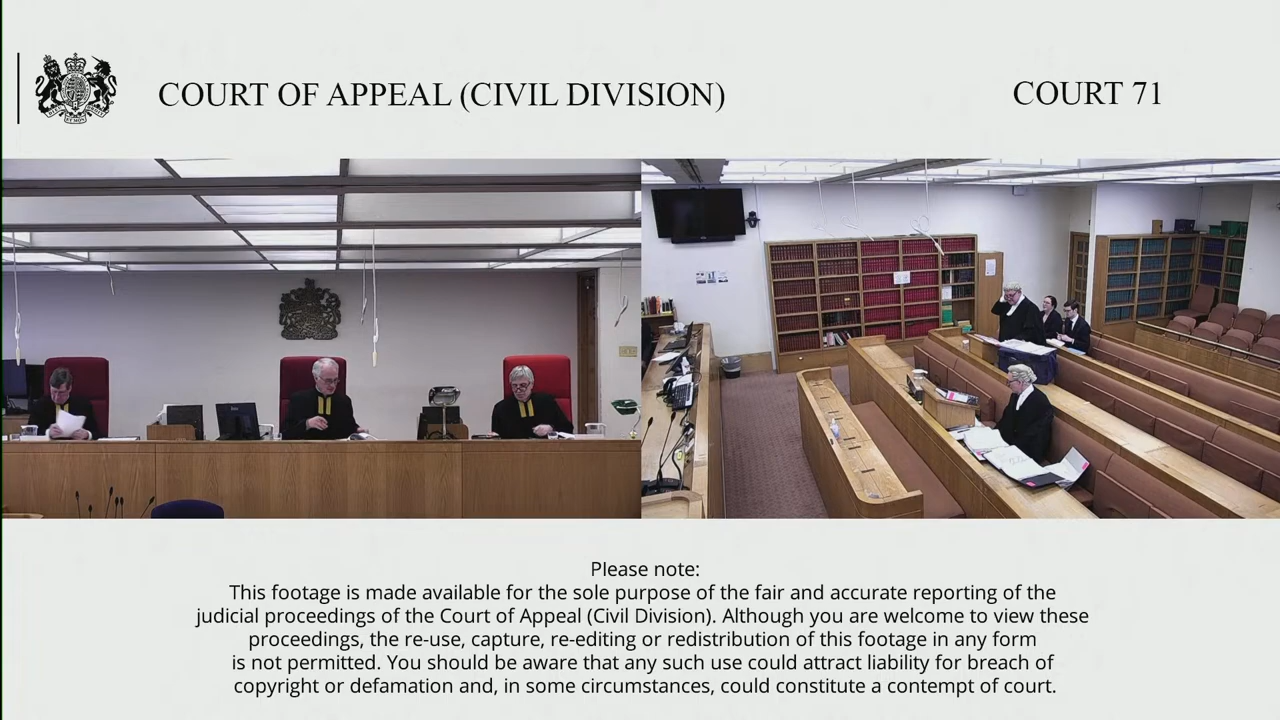 COURT OF APPEAL (CIVIL DIVISION)
COURT 71
Please note:
This footage is made available for the sole purpose of the fair and accurate reporting of the
judicial proceedings of the Court of Appeal (Civil Division). Although you are welcome to view these
proceedings, the re-use, capture, re-editing or redistribution of this footage in any form
is not permitted. You should be aware that any such use could attract liability for breach of
copyright or defamation and, in some circumstances, could constitute a contempt of court.